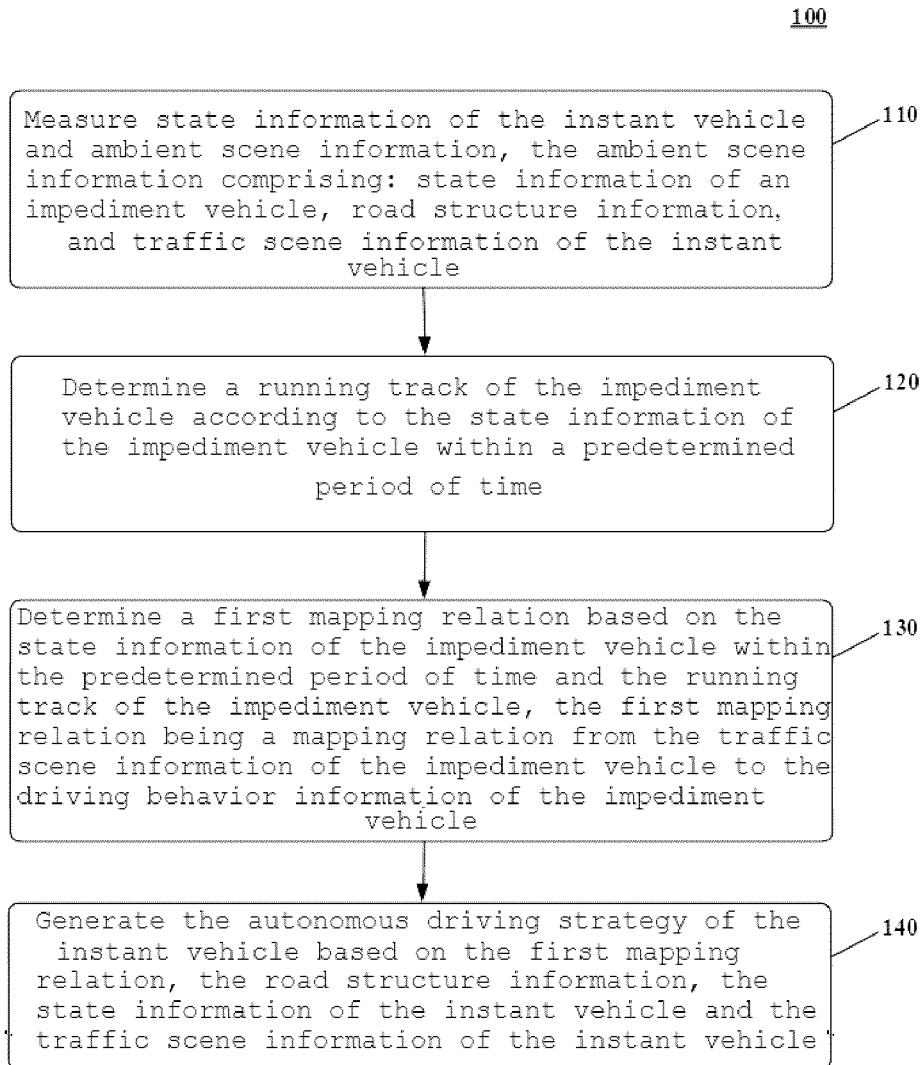 100
Measure state information of the instant vehicle
and ambient scene information, the ambient scene
information comprising: state information of an
impediment vehicle, road structure information,
and traffic scene information of the instant
vehicle
110
Determine a running track of the impediment
vehicle according to the state information of
the impediment vehicle within a predetermined
period of time
120
Determine a first mapping relation based on the
state information of the impediment vehicle within
the predetermined period of time and the running
track of the impediment vehicle, the first mapping
relation being a mapping relation from the traffic
scene information of the impediment vehicle to the
driving behavior information of the impediment
vehicle
130
Generate the autonomous driving strategy of the
instant vehicle based on the first mapping
relation, the road structure information, the
state information of the instant vehicle and the
traffic scene information of the instant vehicle
140